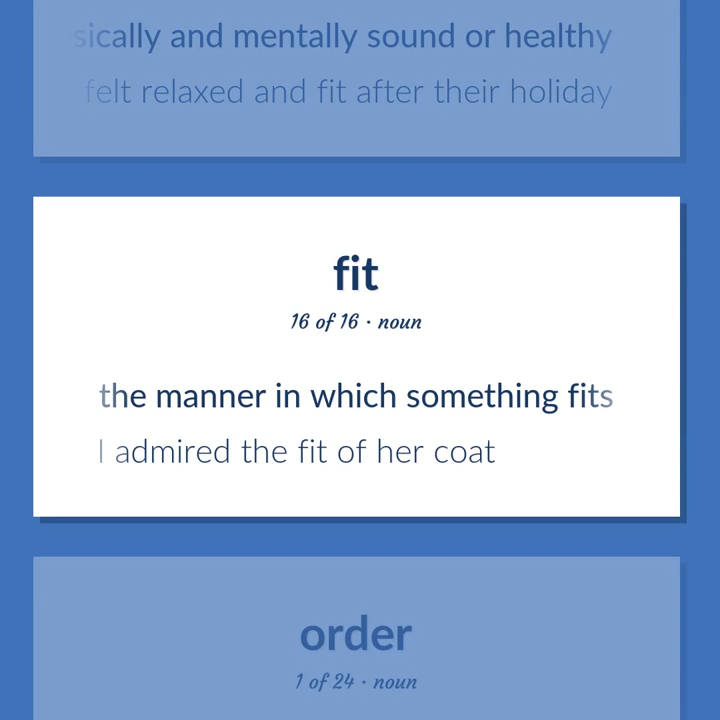 sically and mentally sound or healthy
felt relaxed and fit after their holiday
fit
16 of 16 · noun
the manner in which something fits
I admired the fit of her coat
order
1 of 24 · noun